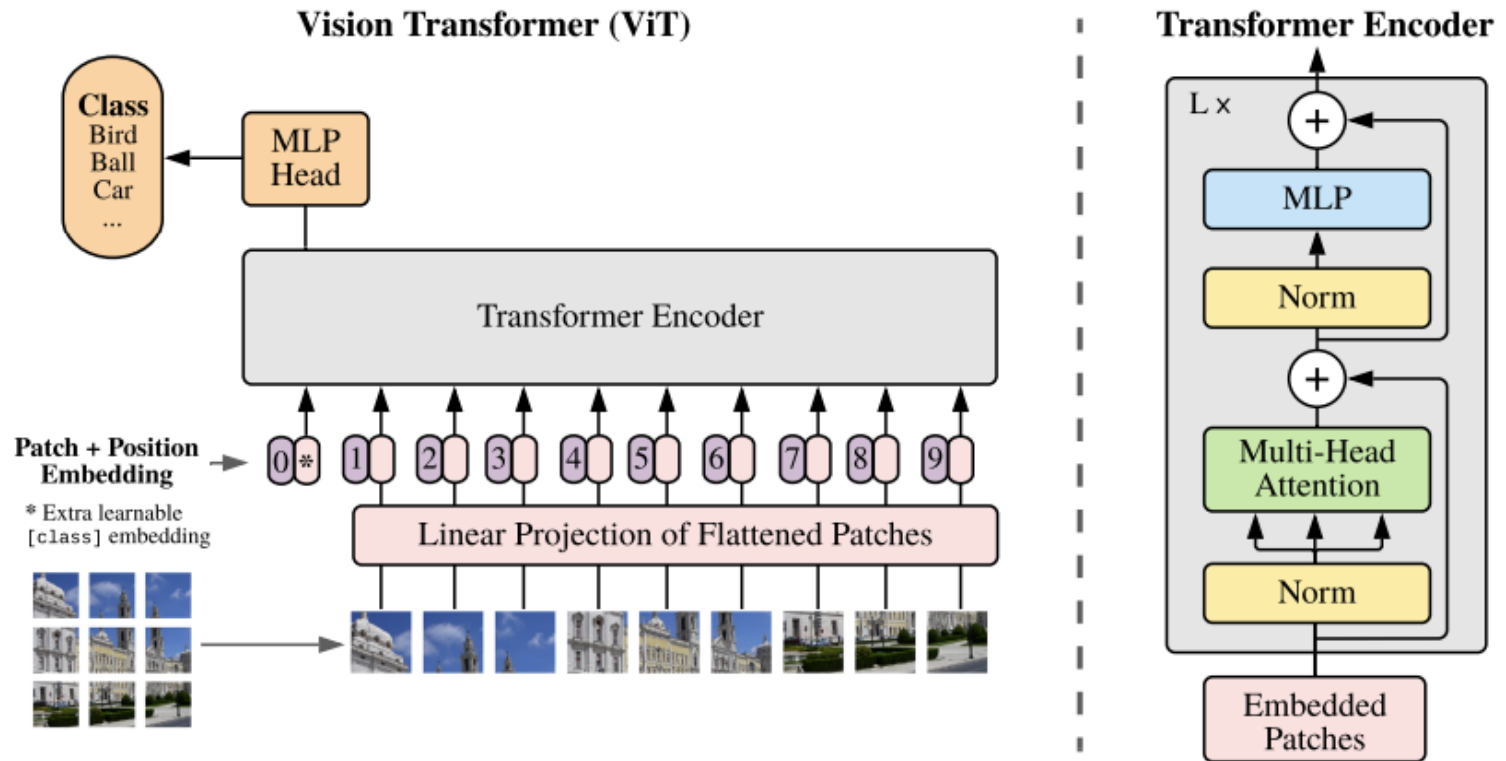 Vision Transformer (ViT)
Class
Bird
Ball
Car
...
MLP
Head
Transformer Encoder
Patch + Position
Embedding
* Extra learnable
[class] embedding
0 * 1 2 3 4 5 6 7 8 9
Linear Projection of Flattened Patches
Transformer Encoder
L x
+
MLP
Norm
+
Multi-Head
Attention
Norm
Embedded
Patches